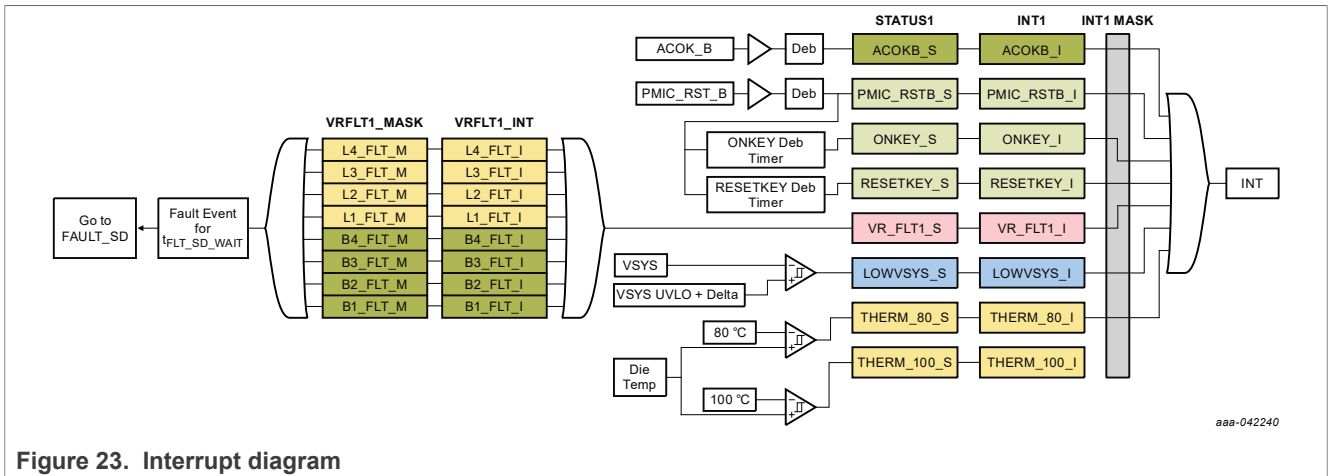 STATUS1 INT1 INT1 MASK
ACOK_B Deb ACOKB_S ACOKB_I
PMIC_RST_B Deb PMIC_RSTB_S PMIC_RSTB_I
VRFLT1_MASK VRFLT1_INT
L4_FLT_M L4_FLT_I
L3_FLT_M L3_FLT_I
L2_FLT_M L2_FLT_I
L1_FLT_M L1_FLT_I
B4_FLT_M B4_FLT_I
B3_FLT_M B3_FLT_I
B2_FLT_M B2_FLT_I
B1_FLT_M B1_FLT_I
Go to
FAULT_SD
Fault Event
for
tFLT_SD_WAIT
ONKEY Deb
Timer
ONKEY_S ONKEY_I
RESETKEY Deb
Timer
RESETKEY_S RESETKEY_I
INT
VR_FLT1_S VR_FLT1_I
VSYS
VSYS UVLO + Delta
LOWVSYS_S LOWVSYS_I
80 °C
THERM_80_S THERM_80_I
Die
Temp
100 °C
THERM_100_S THERM_100_I
aaa-042240
Figure 23. Interrupt diagram